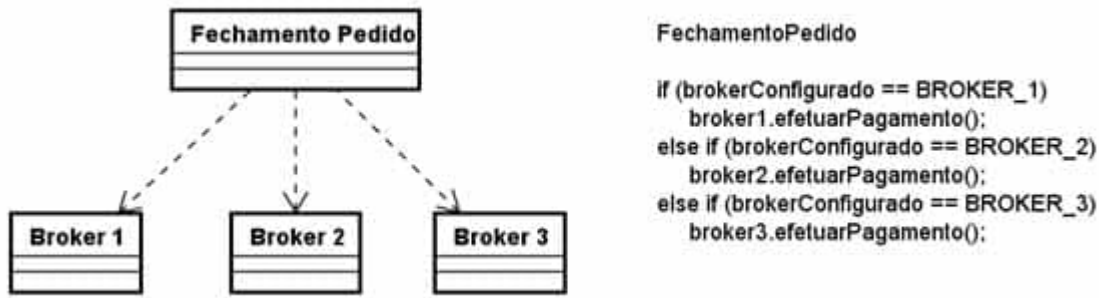 Fechamento Pedido
Broker 1
Broker 2
Broker 3
FechamentoPedido
if (brokerConfigurado == BROKER_1)
broker1.efetuarPagamento();
else if (brokerConfigurado == BROKER_2)
broker2.efetuarPagamento();
else if (brokerConfigurado == BROKER_3)
broker3.efetuarPagamento();